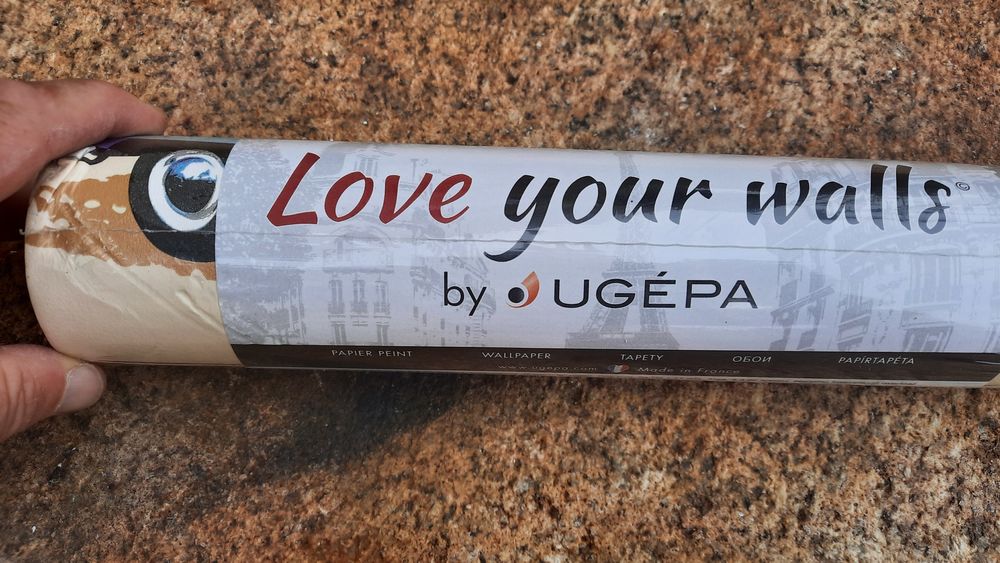 Love your walls©
by UGÉPA
PAPIER PEINT WALLPAPER TAPETY ОБОИ PAPÍRTAPÉTA
www.ugepa.com Made in France